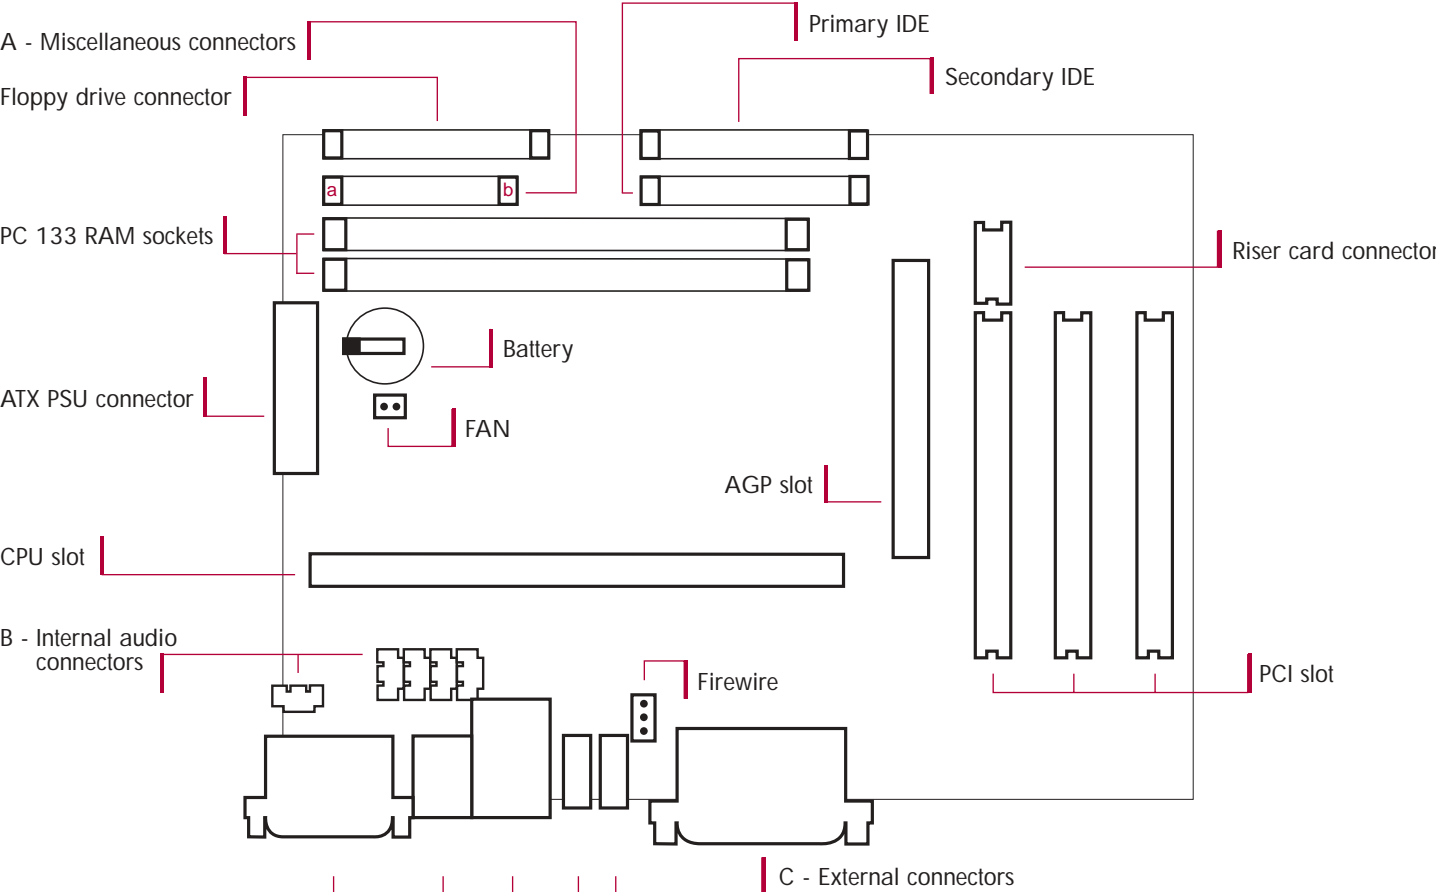 Primary IDE
A - Miscellaneous connectors
Secondary IDE
Floppy drive connector
a
b
PC 133 RAM sockets
Riser card connector
Battery
ATX PSU connector
FAN
AGP slot
CPU slot
B - Internal audio
connectors
Firewire
PCI slot
C - External connectors